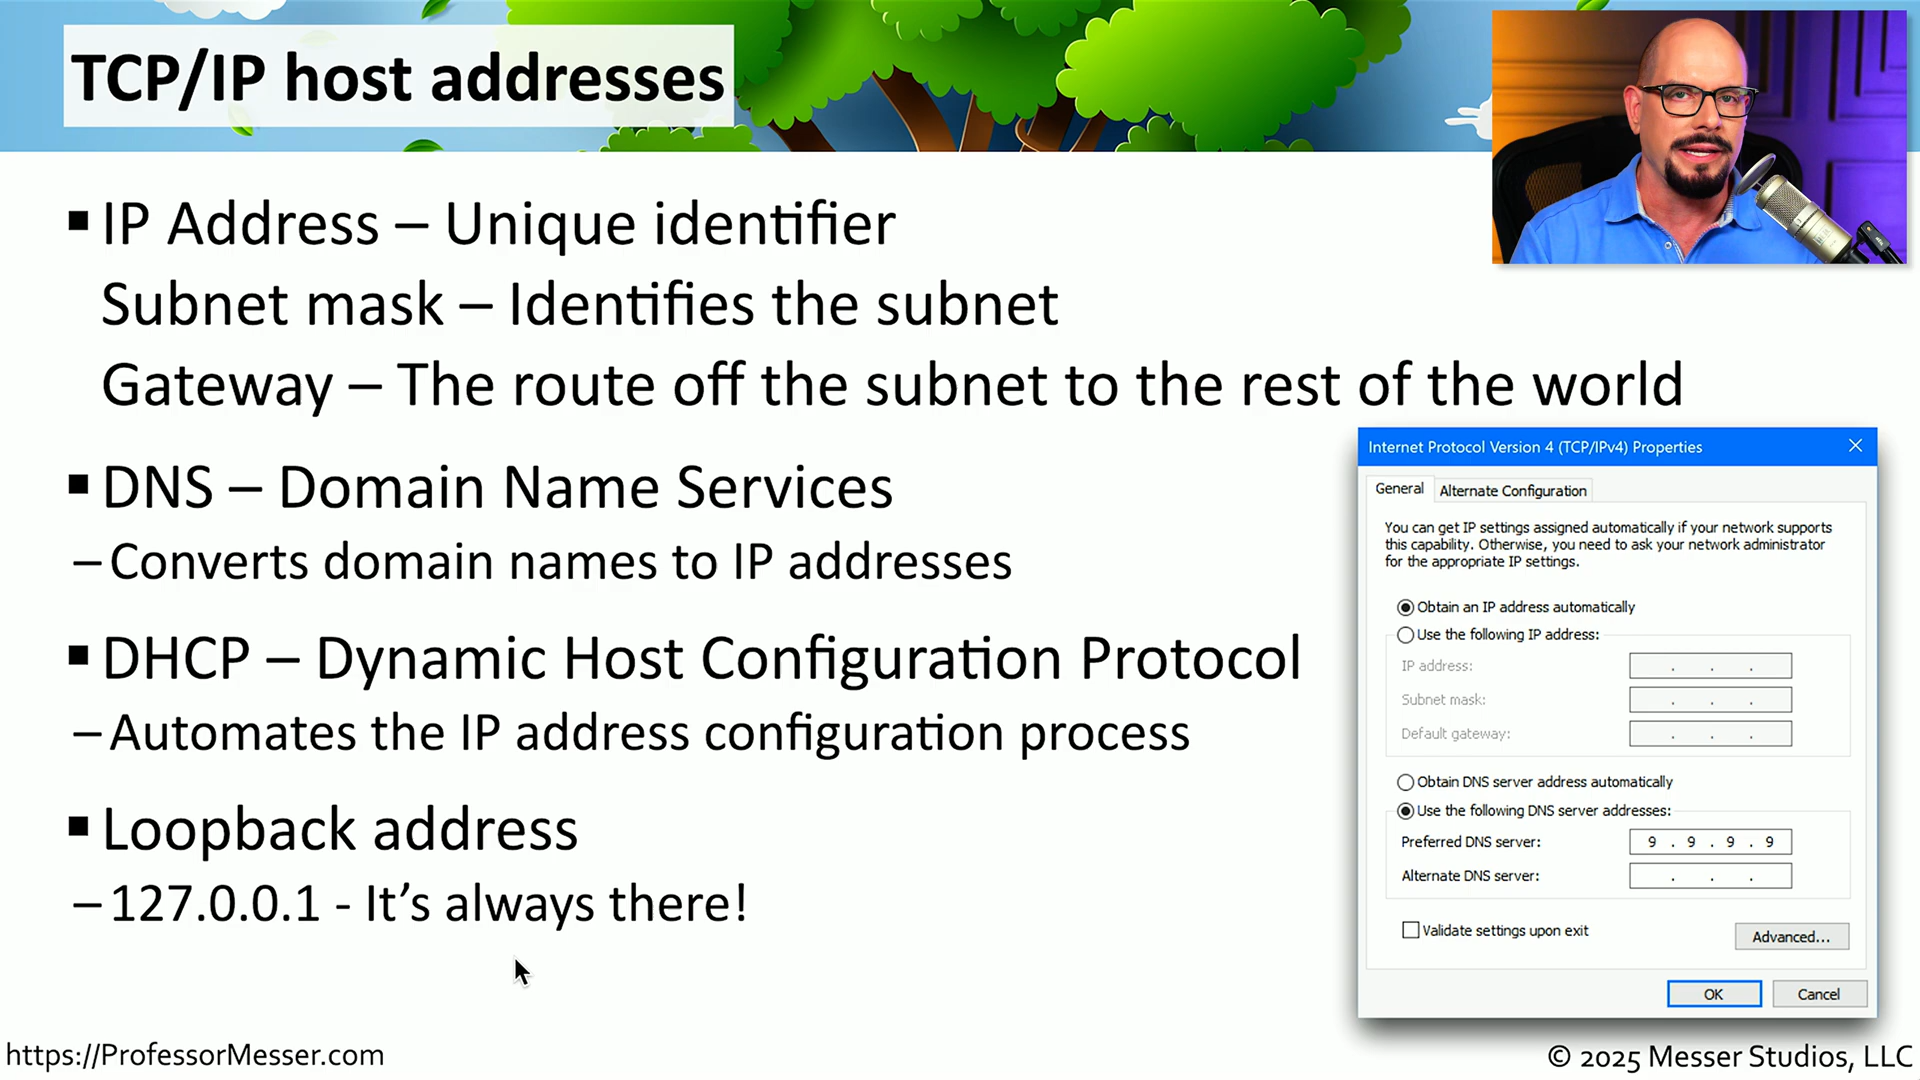 TCP/IP host addresses
▪ IP Address – Unique identifier
Subnet mask – Identifies the subnet
Gateway – The route off the subnet to the rest of the world
▪ DNS – Domain Name Services
– Converts domain names to IP addresses
▪ DHCP – Dynamic Host Configuration Protocol
– Automates the IP address configuration process
▪ Loopback address
– 127.0.0.1 - It’s always there!
Internet Protocol Version 4 (TCP/IPv4) Properties
General Alternate Configuration
You can get IP settings assigned automatically if your network supports
this capability. Otherwise, you need to ask your network administrator
for the appropriate IP settings.
Obtain an IP address automatically
Use the following IP address:
IP address: . . .
Subnet mask: . . .
Default gateway: . . .
Obtain DNS server address automatically
Use the following DNS server addresses:
Preferred DNS server: 9 . 9 . 9 . 9
Alternate DNS server: . . .
Validate settings upon exit
Advanced...
OK Cancel
https://ProfessorMesser.com
© 2025 Messer Studios, LLC